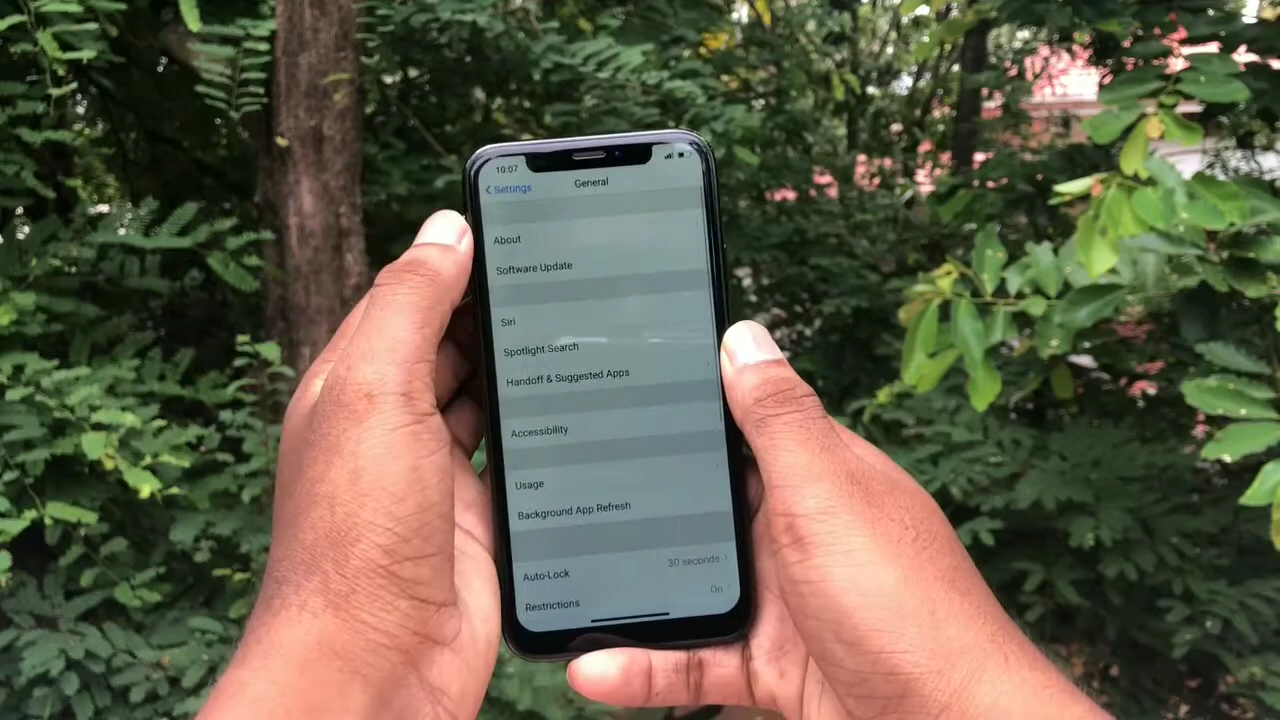 10:07
Settings
General
About
Software Update
Siri
Spotlight Search
Handoff & Suggested Apps
Accessibility
Usage
Background App Refresh
Auto-Lock 30 seconds
Restrictions On